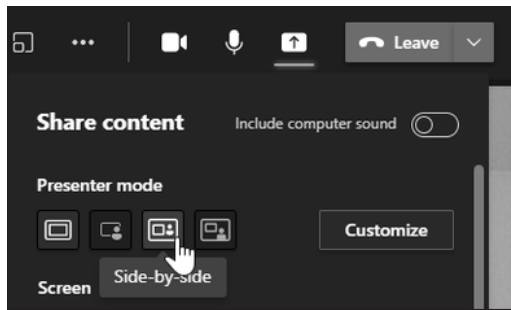 Leave
Share content
Include computer sound
Presenter mode
Customize
Side-by-side
Screen